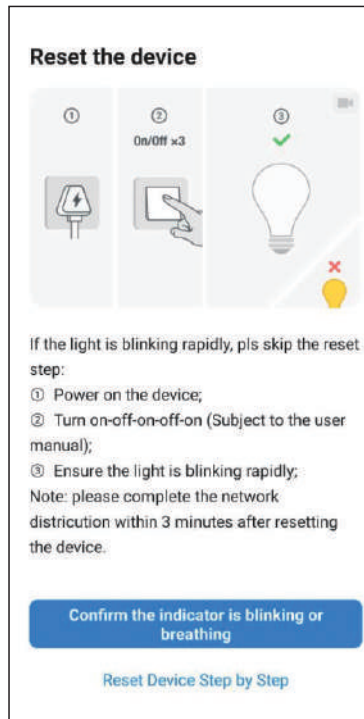 Reset the device
①
②
③
On/Off ×3
If the light is blinking rapidly, pls skip the reset
step:
① Power on the device;
② Turn on-off-on-off-on (Subject to the user
manual);
③ Ensure the light is blinking rapidly;
Note: please complete the network
districution within 3 minutes after resetting
the device.
Confirm the indicator is blinking or
breathing
Reset Device Step by Step